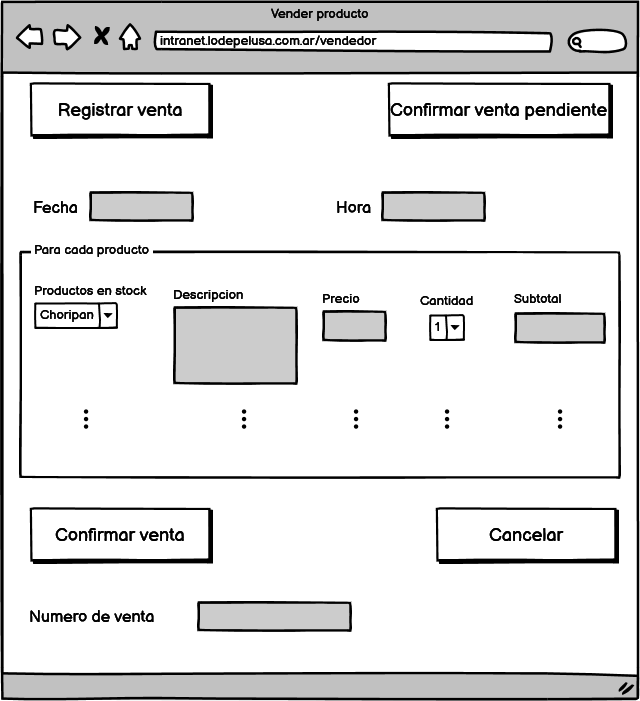 Vender producto
intranet.lodepelusa.com.ar/vendedor
Registrar venta
Confirmar venta pendiente
Fecha
Hora
Para cada producto
Productos en stock
Descripcion
Precio
Cantidad
Subtotal
Choripan
1
Confirmar venta
Cancelar
Numero de venta